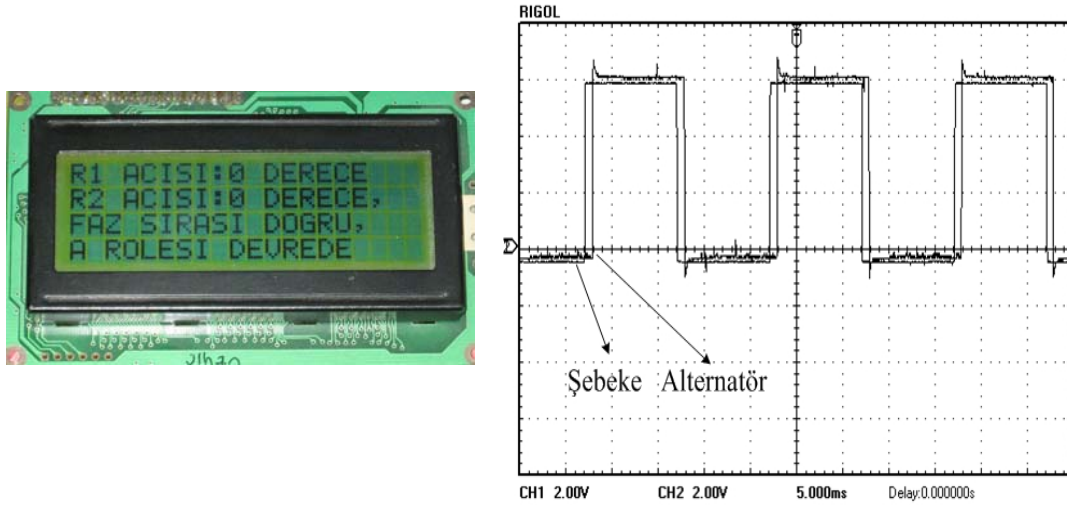 R1 ACISI:0 DERECE
R2 ACISI:0 DERECE,
FAZ SIRASI DOGRU,
A ROLESI DEVREDE
RIGOL
Şebeke Alternatör
CH1 2.00V CH2 2.00V 5.000ms Delay:0.000000s